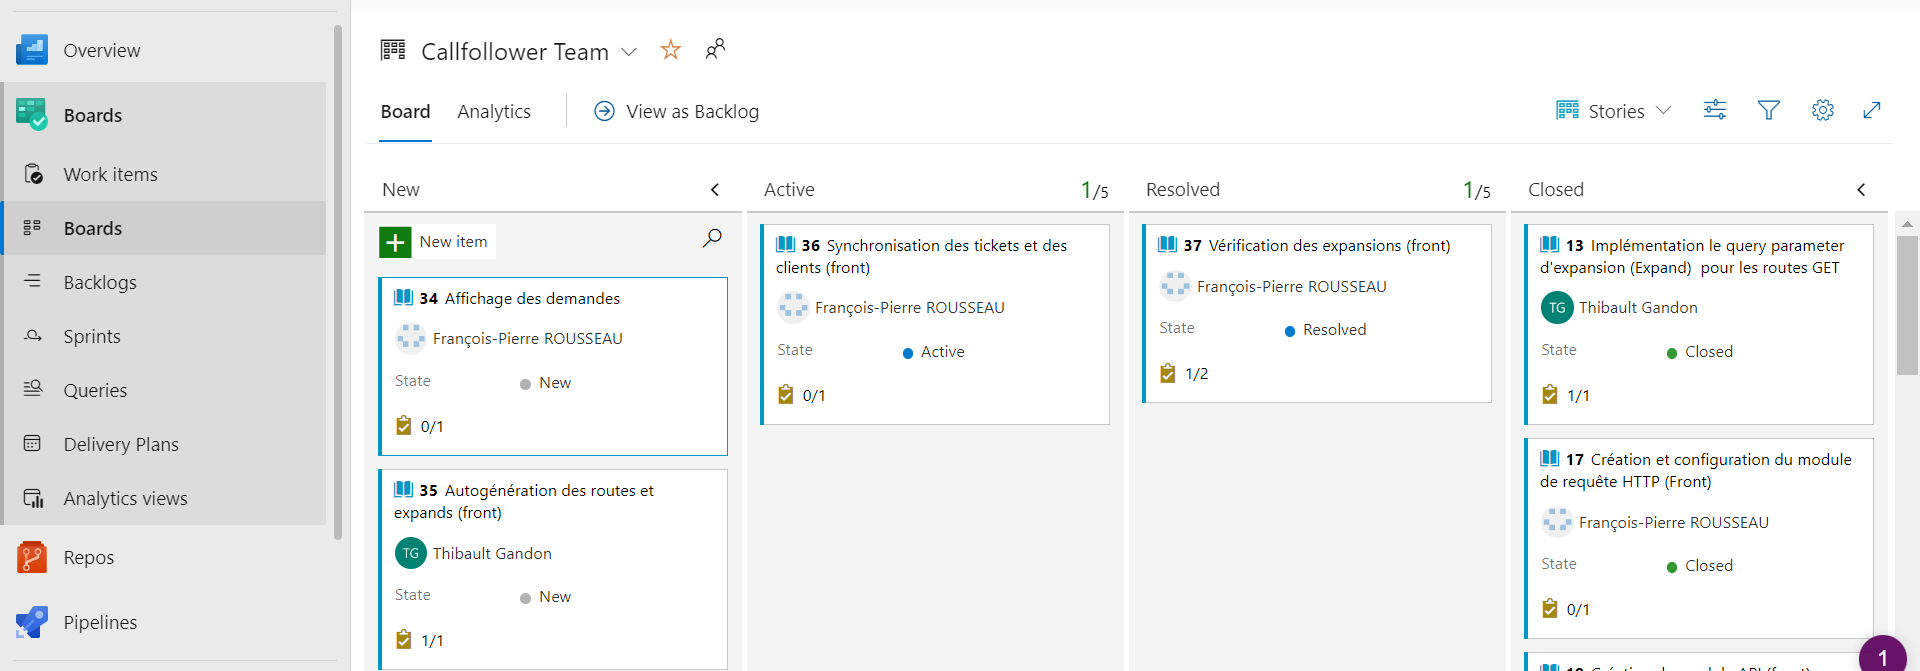 Overview
Boards
Work items
Boards
Backlogs
Sprints
Queries
Delivery Plans
Analytics views
Repos
Pipelines
Callfollower Team
Board
Analytics
View as Backlog
Stories
New
New item
34 Affichage des demandes
François-Pierre ROUSSEAU
State
New
0/1
35 Autogénération des routes et
expands (front)
TG
Thibault Gandon
State
New
1/1
Active
1/5
36 Synchronisation des tickets et des
clients (front)
François-Pierre ROUSSEAU
State
Active
0/1
Resolved
1/5
37 Vérification des expansions (front)
François-Pierre ROUSSEAU
State
Resolved
1/2
Closed
13 Implémentation le query parameter
d'expansion (Expand) pour les routes GET
TG
Thibault Gandon
State
Closed
1/1
17 Création et configuration du module
de requête HTTP (Front)
François-Pierre ROUSSEAU
State
Closed
0/1
1